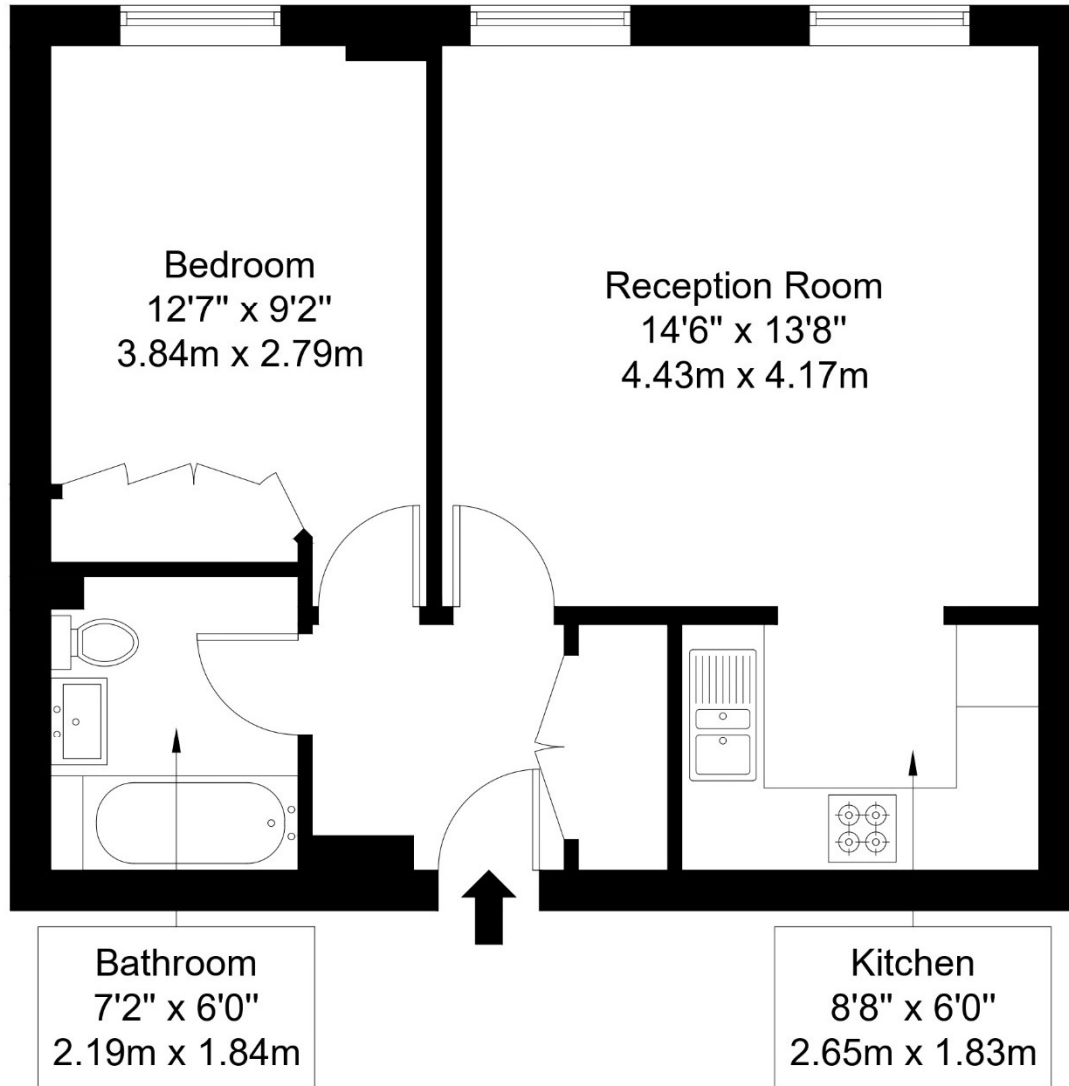 Bedroom
12'7" x 9'2"
3.84m x 2.79m
Reception Room
14'6" x 13'8"
4.43m x 4.17m
Bathroom
7'2" x 6'0"
2.19m x 1.84m
Kitchen
8'8" x 6'0"
2.65m x 1.83m